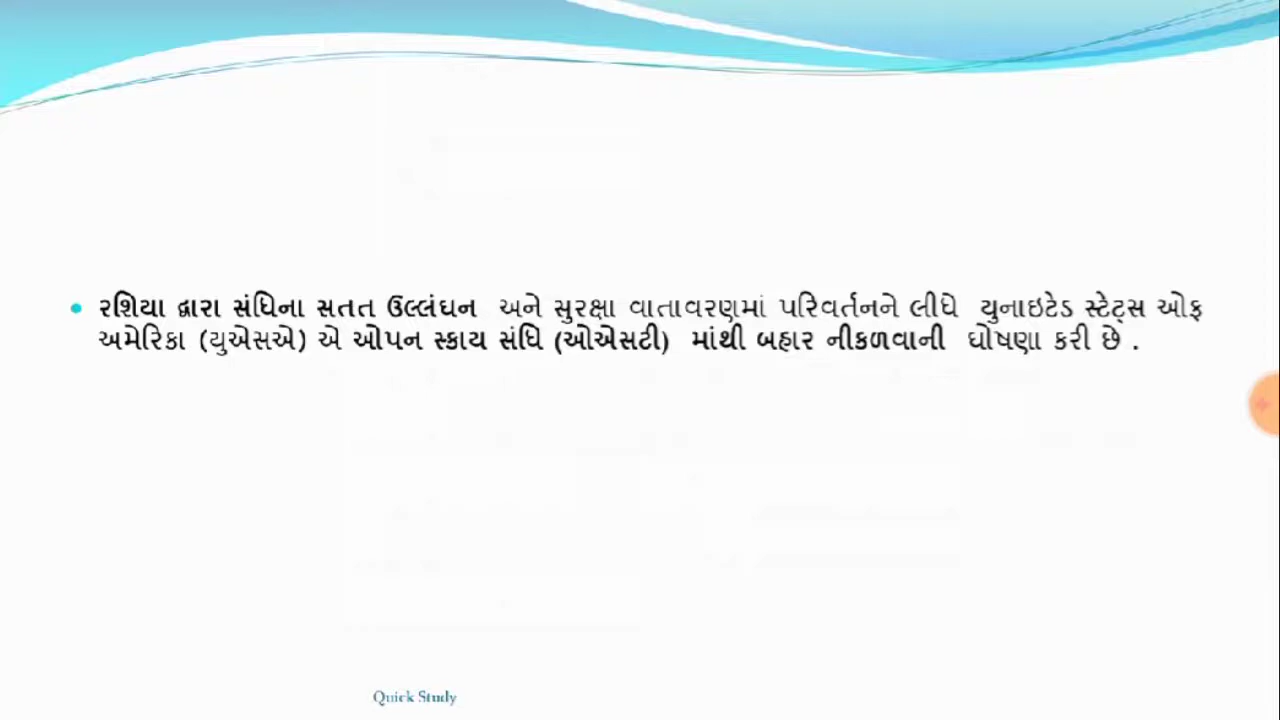 રશિયા દ્વારા સંધિના સતત ઉલ્લંઘન અને સુરક્ષા વાતાવરણમાં પરિવર્તનને લીધે યુનાઇટેડ સ્ટેટ્સ ઓફ
અમેરિકા (યુએસએ) એ ઓપન સ્કાય સંધિ (ઓએસટી) માંથી બહાર નીકળવાની ઘોષણા કરી છે .
Quick Study